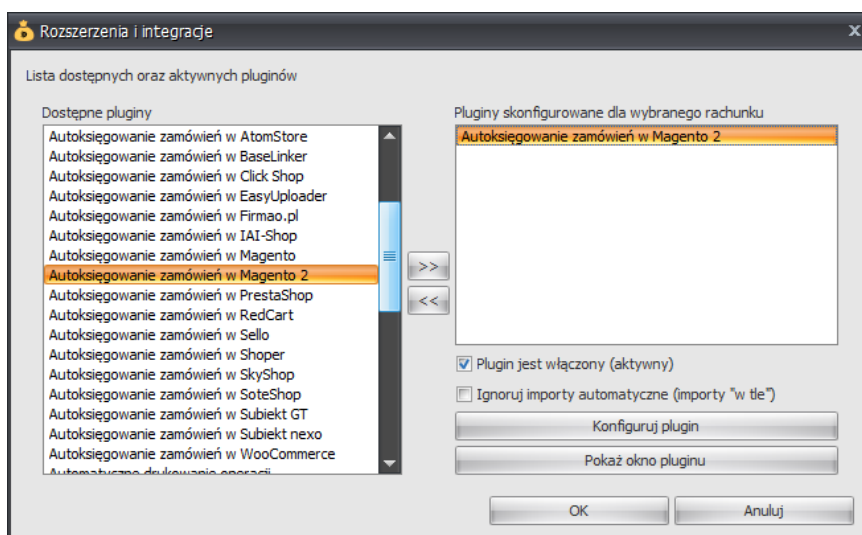 Rozszerzenia i integracje
x
Lista dostępnych oraz aktywnych pluginów
Dostępne pluginy
Autoksięgowanie zamówień w AtomStore
Autoksięgowanie zamówień w BaseLinker
Autoksięgowanie zamówień w Click Shop
Autoksięgowanie zamówień w EasyUploader
Autoksięgowanie zamówień w Firmao.pl
Autoksięgowanie zamówień w IAI-Shop
Autoksięgowanie zamówień w Magento
Autoksięgowanie zamówień w Magento 2
Autoksięgowanie zamówień w PrestaShop
Autoksięgowanie zamówień w RedCart
Autoksięgowanie zamówień w Sello
Autoksięgowanie zamówień w Shoper
Autoksięgowanie zamówień w SkyShop
Autoksięgowanie zamówień w SoteShop
Autoksięgowanie zamówień w Subiekt GT
Autoksięgowanie zamówień w Subiekt nexo
Autoksięgowanie zamówień w WooCommerce
Automatyczne drukowanie operacji
>>
<<
Pluginy skonfigurowane dla wybranego rachunku
Autoksięgowanie zamówień w Magento 2
Plugin jest włączony (aktywny)
Ignoruj importy automatyczne (importy "w tle")
Konfiguruj plugin
Pokaż okno pluginu
OK
Anuluj